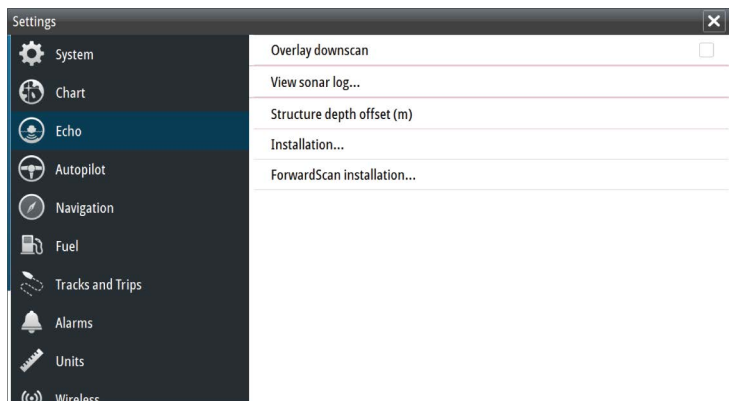 Settings
System
Chart
Echo
Autopilot
Navigation
Fuel
Tracks and Trips
Alarms
Units
Wireless
Overlay downscan
View sonar log...
Structure depth offset (m)
Installation...
ForwardScan installation...